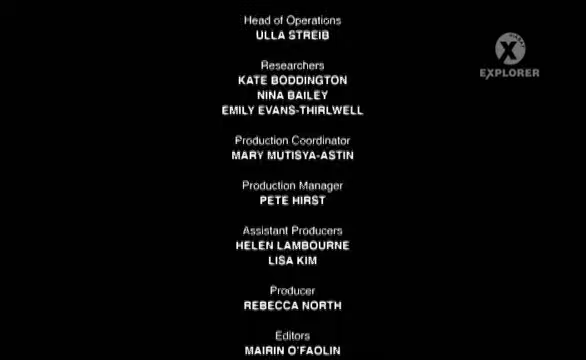 Head of Operations
ULLA STREIB
Researchers
KATE BODDINGTON
NINA BAILEY
EMILY EVANS-THIRLWELL
Production Coordinator
MARY MUTISYA-ASTIN
Production Manager
PETE HIRST
Assistant Producers
HELEN LAMBOURNE
LISA KIM
Producer
REBECCA NORTH
Editors
MAIRIN O'FAOLIN
X
EXPLORER